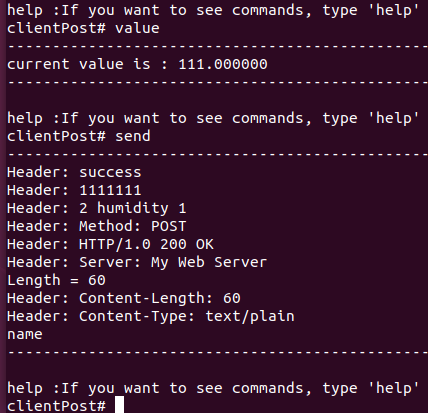 help :If you want to see commands, type 'help'
clientPost# value
------------------------------------------------
current value is : 111.000000
------------------------------------------------
help :If you want to see commands, type 'help'
clientPost# send
------------------------------------------------
Header: success
Header: 1111111
Header: 2 humidity 1
Header: Method: POST
Header: HTTP/1.0 200 OK
Header: Server: My Web Server
Length = 60
Header: Content-Length: 60
Header: Content-Type: text/plain
name
------------------------------------------------
help :If you want to see commands, type 'help'
clientPost#